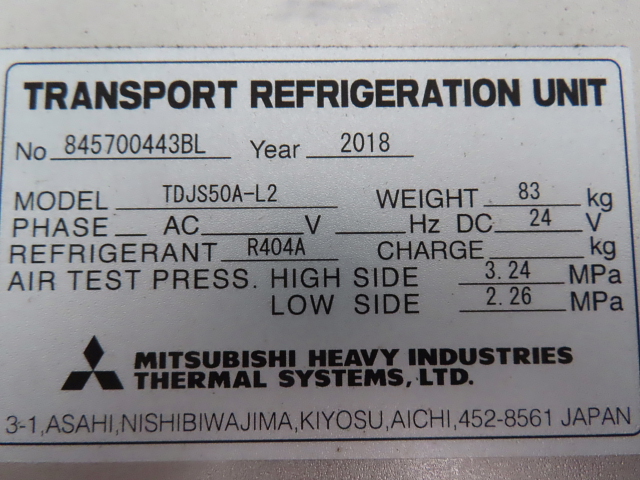 TRANSPORT REFRIGERATION UNIT
No 845700443BL Year 2018
MODEL TDJS50A-L2 WEIGHT 83 kg
PHASE AC V Hz DC 24 V
REFRIGERANT R404A CHARGE kg
AIR TEST PRESS. HIGH SIDE 3.24 MPa
LOW SIDE 2.26 MPa
MITSUBISHI HEAVY INDUSTRIES
THERMAL SYSTEMS, LTD.
3-1,ASAHI,NISHIBIWAJIMA,KIYOSU,AICHI,452-8561 JAPAN